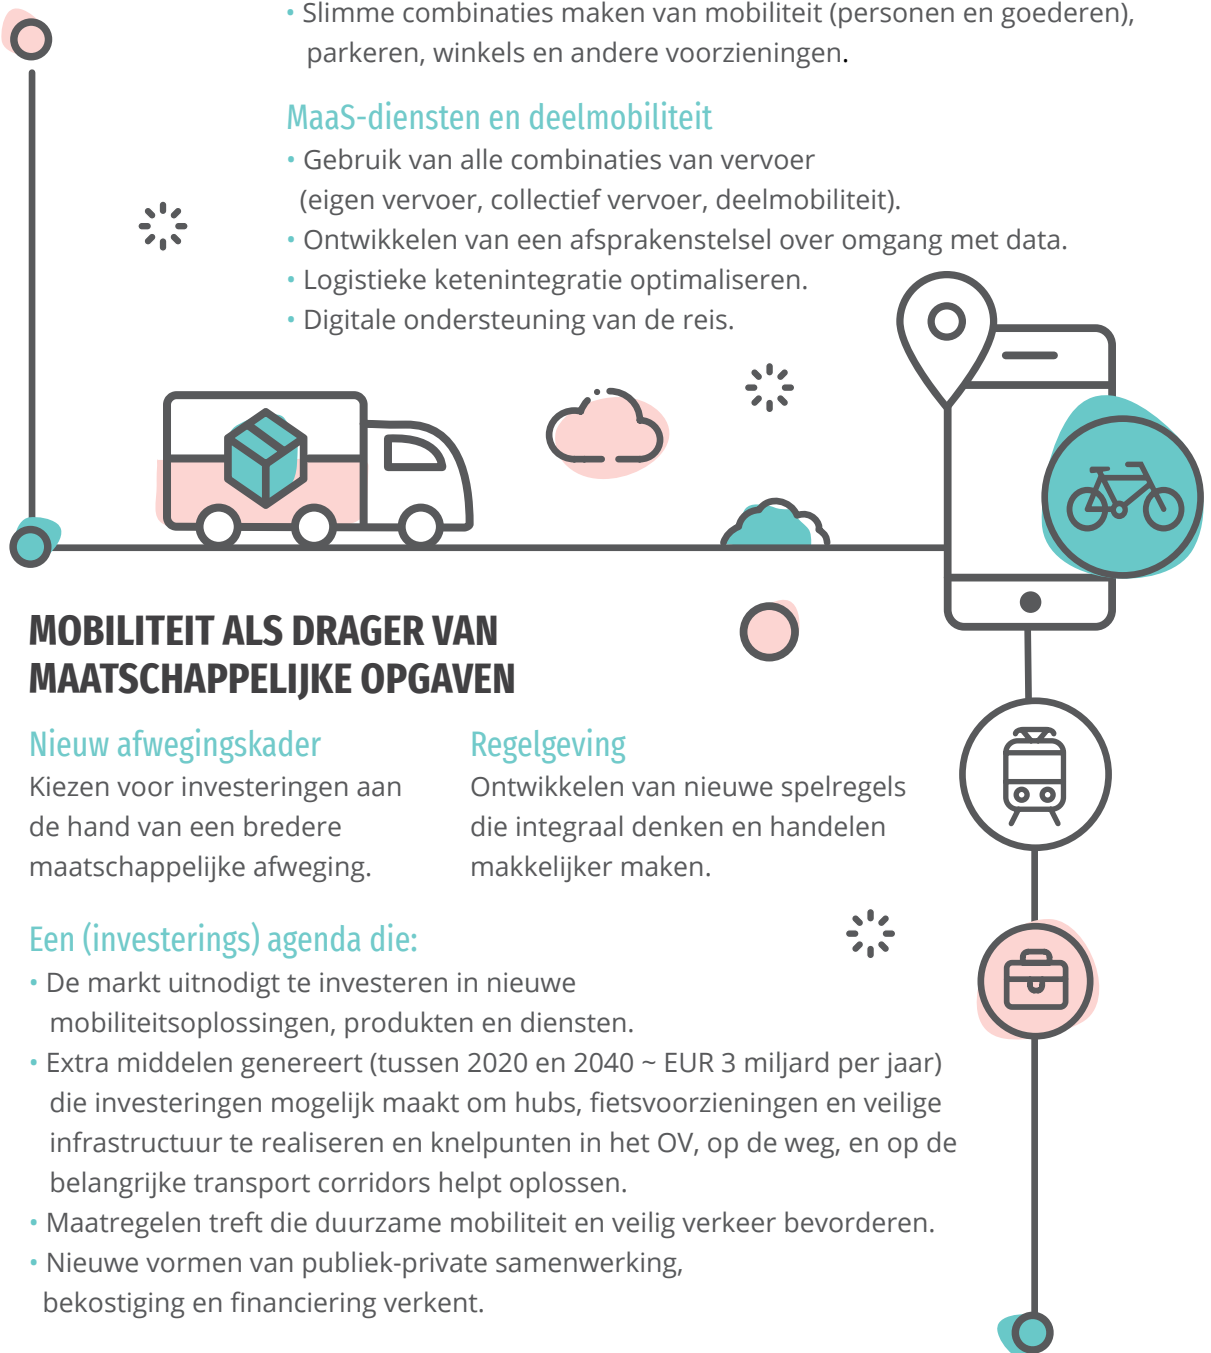 • Slimme combinaties maken van mobiliteit (personen en goederen),
parkeren, winkels en andere voorzieningen.
MaaS-diensten en deelmobiliteit
• Gebruik van alle combinaties van vervoer
(eigen vervoer, collectief vervoer, deelmobiliteit).
• Ontwikkelen van een afsprakenstelsel over omgang met data.
• Logistieke ketenintegratie optimaliseren.
• Digitale ondersteuning van de reis.
MOBILITEIT ALS DRAGER VAN
MAATSCHAPPELIJKE OPGAVEN
Nieuw afwegingskader
Kiezen voor investeringen aan
de hand van een bredere
maatschappelijke afweging.
Regelgeving
Ontwikkelen van nieuwe spelregels
die integraal denken en handelen
makkelijker maken.
Een (investerings) agenda die:
• De markt uitnodigt te investeren in nieuwe
mobiliteitsoplossingen, produkten en diensten.
• Extra middelen genereert (tussen 2020 en 2040 ~ EUR 3 miljard per jaar)
die investeringen mogelijk maakt om hubs, fietsvoorzieningen en veilige
infrastructuur te realiseren en knelpunten in het OV, op de weg, en op de
belangrijke transport corridors helpt oplossen.
• Maatregelen treft die duurzame mobiliteit en veilig verkeer bevorderen.
• Nieuwe vormen van publiek-private samenwerking,
bekostiging en financiering verkent.